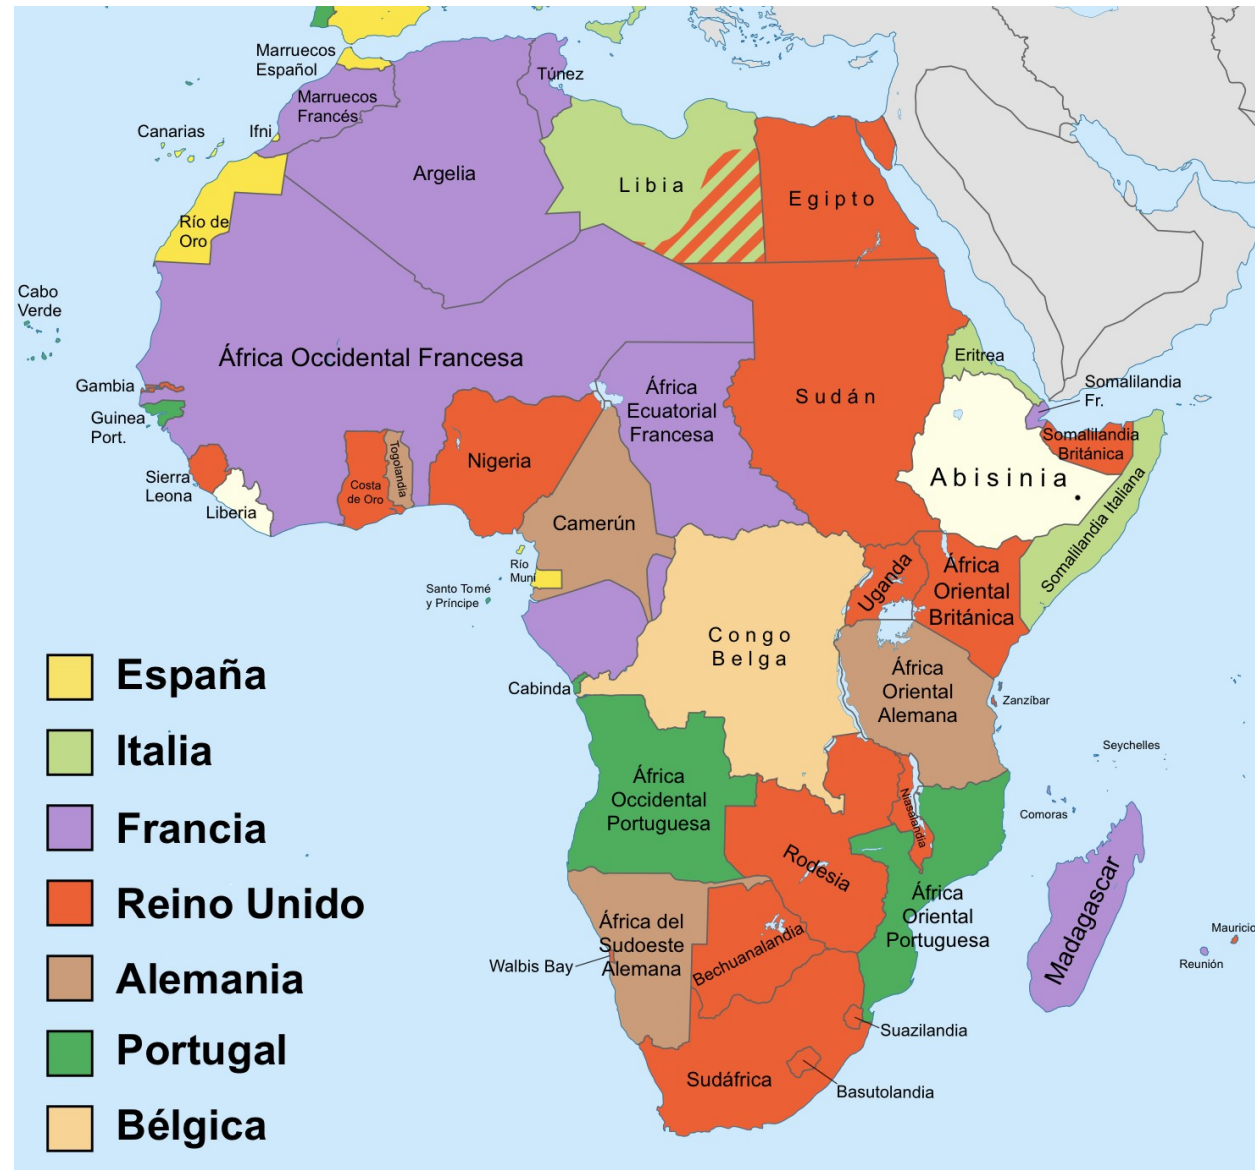 Marruecos
Español
Túnez
Marruecos
Francés
Canarias
Ifni
Argelia
Libia
Egipto
Río de
Oro
Cabo
Verde
África Occidental Francesa
Eritrea
Gambia
África
Ecuatorial
Francesa
Sudán
Somalilandia
Fr.
Guinea
Port.
Somalilandia
Británica
Togolandia
Nigeria
Sierra
Leona
Costa
de Oro
Abisinia
Liberia
Camerún
Somalilandia Italiana
Río
Muni
Uganda
África
Oriental
Británica
Santo Tomé
y Príncipe
Congo
Belga
España
África
Oriental
Alemana
Cabinda
Zanzíbar
Italia
Seychelles
África
Occidental
Portuguesa
Niasalandia
Comoras
Francia
Rodesia
Madagascar
Reino Unido
África
Oriental
Portuguesa
África del
Sudoeste
Alemana
Bechuanalandia
Mauricio
Walbis Bay
Reunión
Alemania
Suazilandia
Portugal
Sudáfrica
Basutolandia
Bélgica